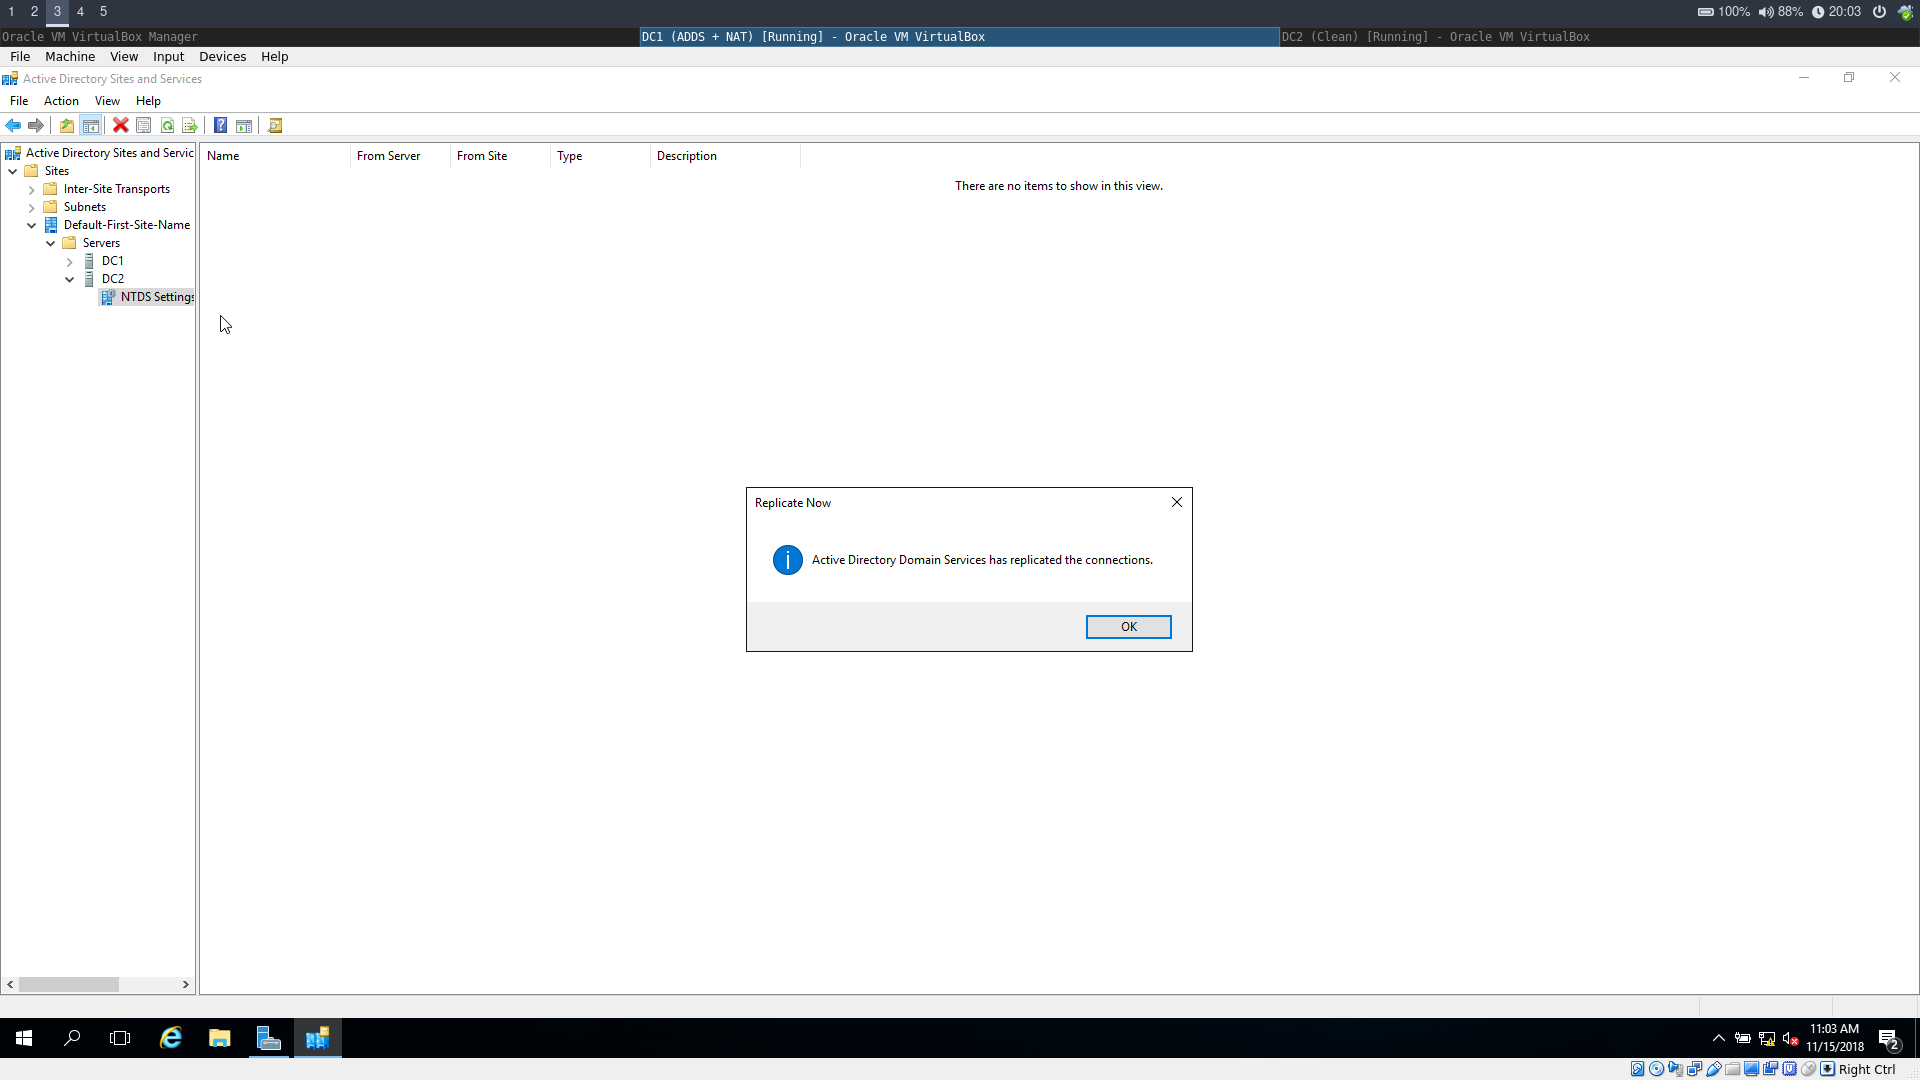 1 2 3 4 5 100% 88% 20:03
Oracle VM VirtualBox Manager DC1 (ADDS + NAT) [Running] - Oracle VM VirtualBox DC2 (Clean) [Running] - Oracle VM VirtualBox
File Machine View Input Devices Help
Active Directory Sites and Services
File Action View Help
Active Directory Sites and Servic
Sites
Inter-Site Transports
Subnets
Default-First-Site-Name
Servers
DC1
DC2
NTDS Settings
Name From Server From Site Type Description
There are no items to show in this view.
Replicate Now
Active Directory Domain Services has replicated the connections.
OK
11:03 AM
11/15/2018
2
Right Ctrl